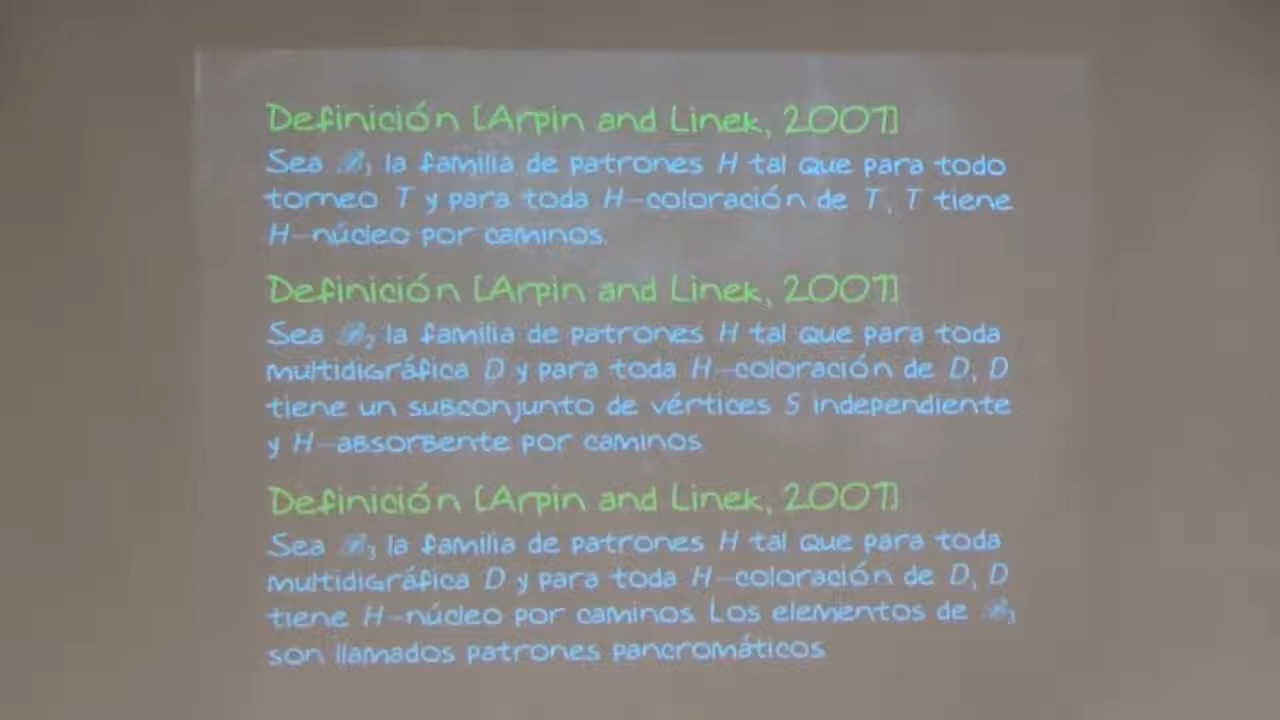 Definición [Arpin and Linek, 2007]
Sea ℬ₁ la familia de patrones H tal que para todo
torneo T y para toda H-coloración de T, T tiene
H-núcleo por caminos.
Definición [Arpin and Linek, 2007]
Sea ℬ₂ la familia de patrones H tal que para toda
multidigráfica D y para toda H-coloración de D, D
tiene un subconjunto de vértices S independiente
y H-absorbente por caminos
Definición [Arpin and Linek, 2007]
Sea ℬ₃ la familia de patrones H tal que para toda
multidigráfica D y para toda H-coloración de D, D
tiene H-núcleo por caminos. Los elementos de ℬ₃
son llamados patrones pancromáticos